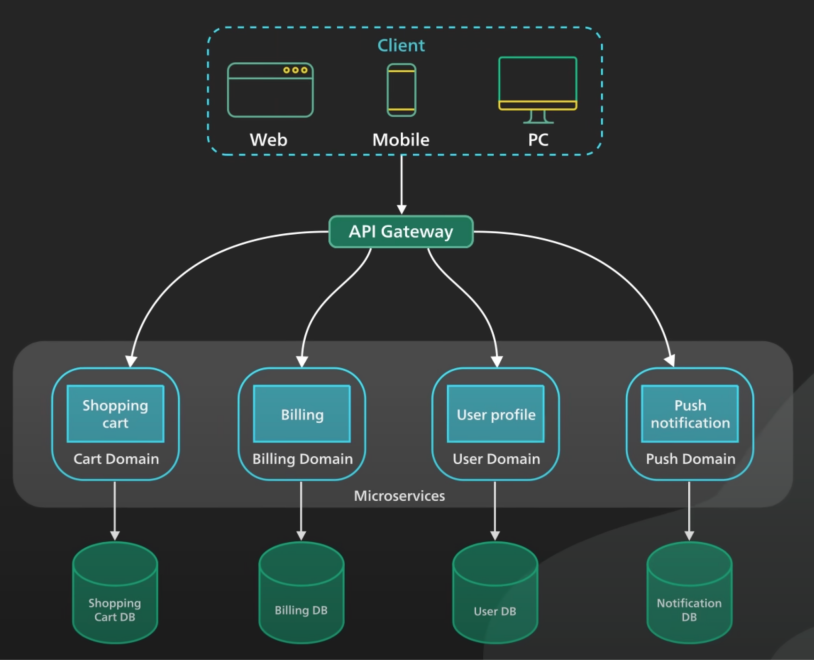 Client
Web
Mobile
PC
API Gateway
Shopping
cart
Cart Domain
Billing
Billing Domain
User profile
User Domain
Push
notification
Push Domain
Microservices
Shopping
Cart DB
Billing DB
User DB
Notification
DB